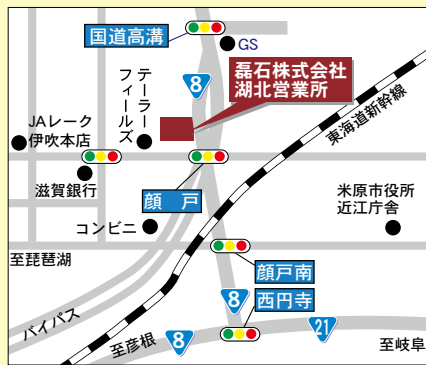 国道高溝
GS
8
磊石株式会社
湖北営業所
テーラー
フィールズ
東海道新幹線
JAレーク
伊吹本店
滋賀銀行
顔 戸
米原市役所
近江庁舎
コンビニ
至琵琶湖
顔戸南
8
西円寺
バイパス
至彦根
8
21
至岐阜